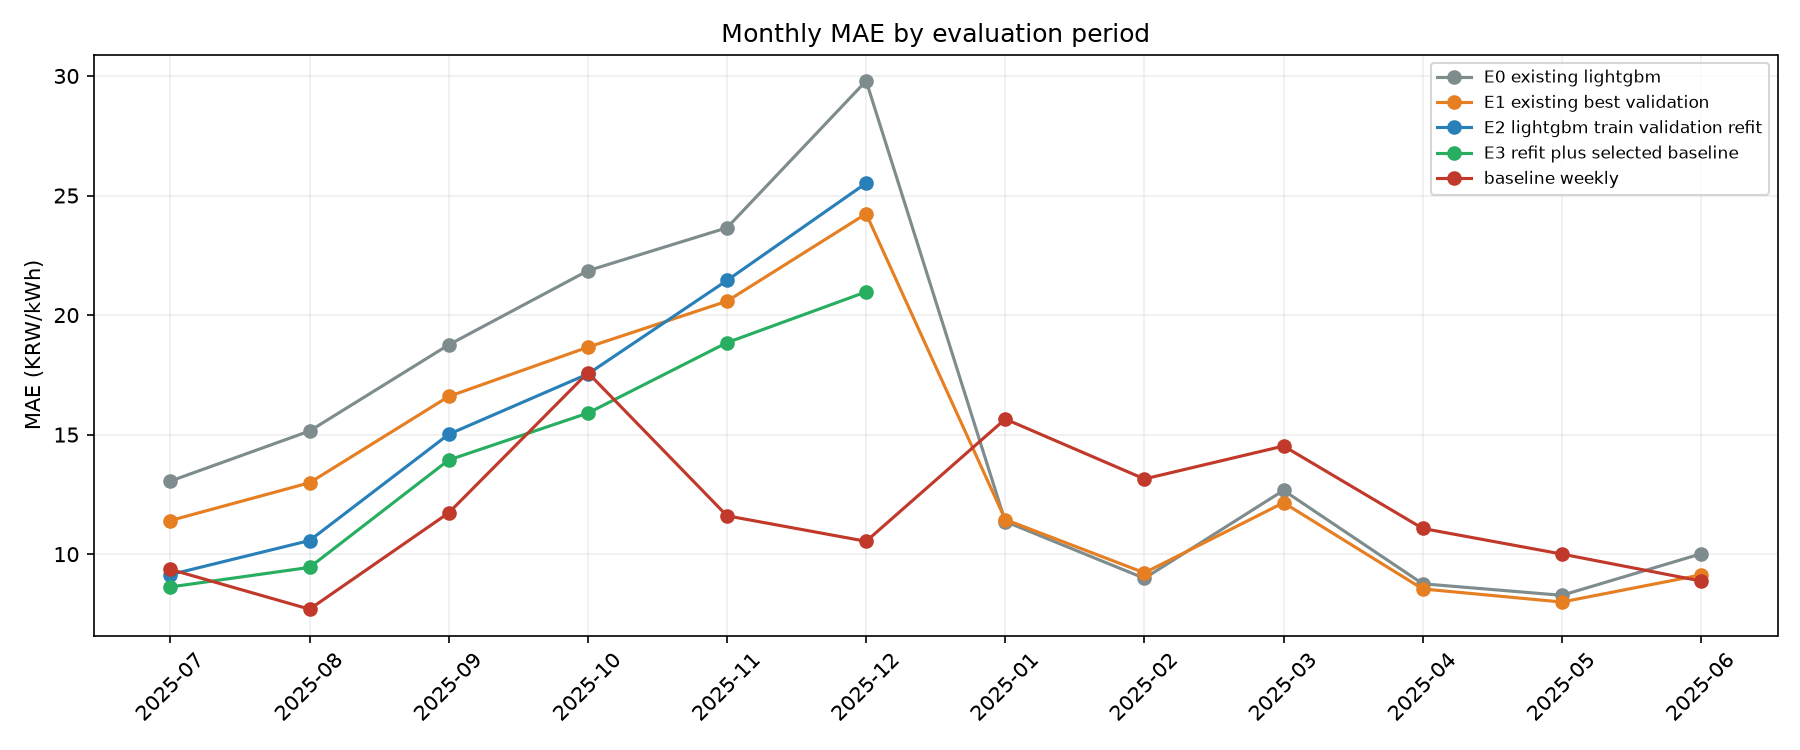 Monthly MAE by evaluation period
MAE (KRW/kWh)
30
25
20
15
10
E0 existing lightgbm
E1 existing best validation
E2 lightgbm train validation refit
E3 refit plus selected baseline
baseline weekly
2025-07
2025-08
2025-09
2025-10
2025-11
2025-12
2025-01
2025-02
2025-03
2025-04
2025-05
2025-06